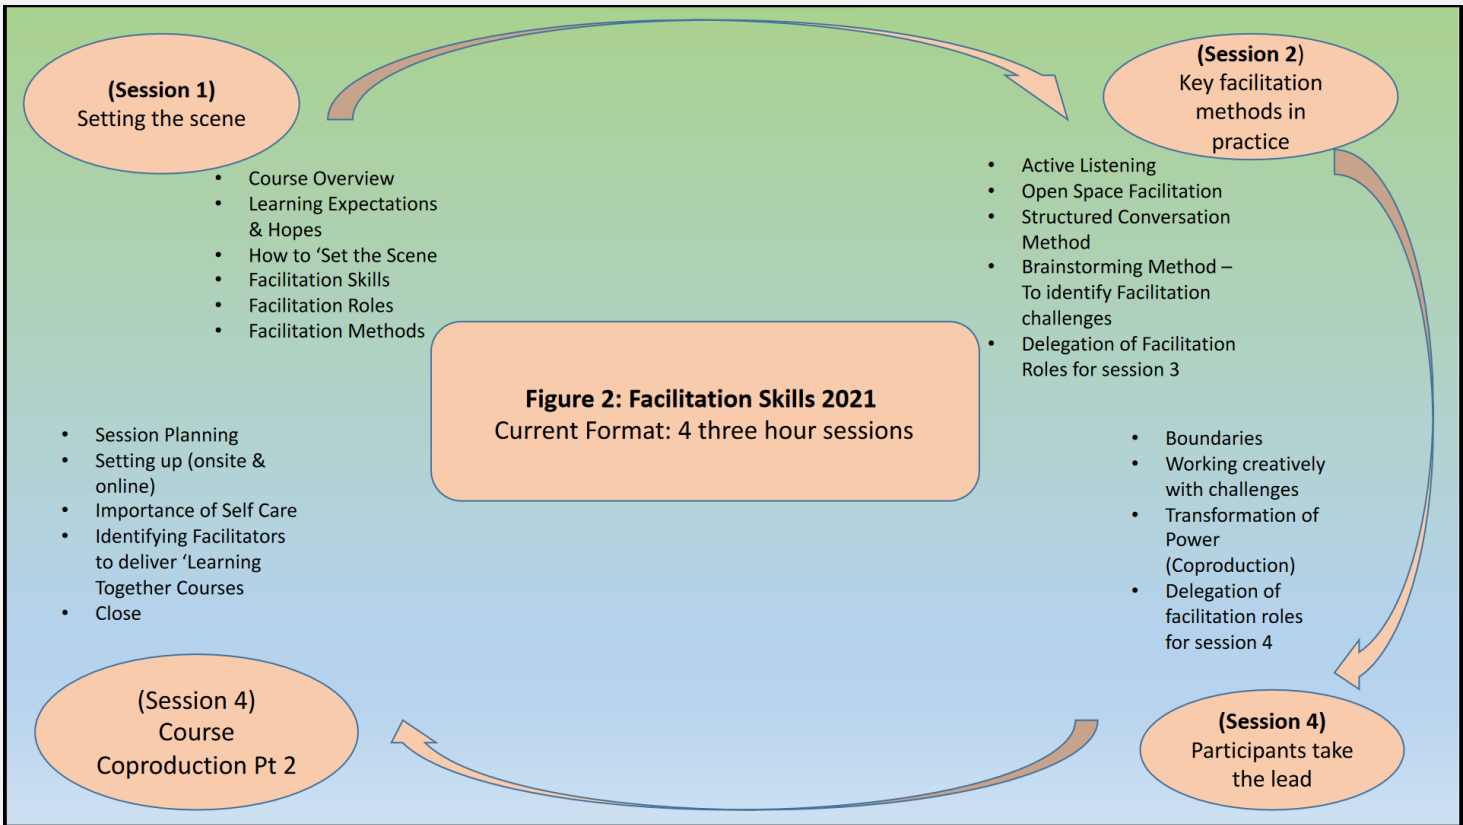 (Session 1)
Setting the scene
• Course Overview
• Learning Expectations
& Hopes
• How to ‘Set the Scene
• Facilitation Skills
• Facilitation Roles
• Facilitation Methods
(Session 2)
Key facilitation
methods in
practice
• Active Listening
• Open Space Facilitation
• Structured Conversation
Method
• Brainstorming Method –
To identify Facilitation
challenges
• Delegation of Facilitation
Roles for session 3
Figure 2: Facilitation Skills 2021
Current Format: 4 three hour sessions
• Boundaries
• Working creatively
with challenges
• Transformation of
Power
(Coproduction)
• Delegation of
facilitation roles
for session 4
(Session 4)
Participants take
the lead
• Session Planning
• Setting up (onsite &
online)
• Importance of Self Care
• Identifying Facilitators
to deliver ‘Learning
Together Courses
• Close
(Session 4)
Course
Coproduction Pt 2